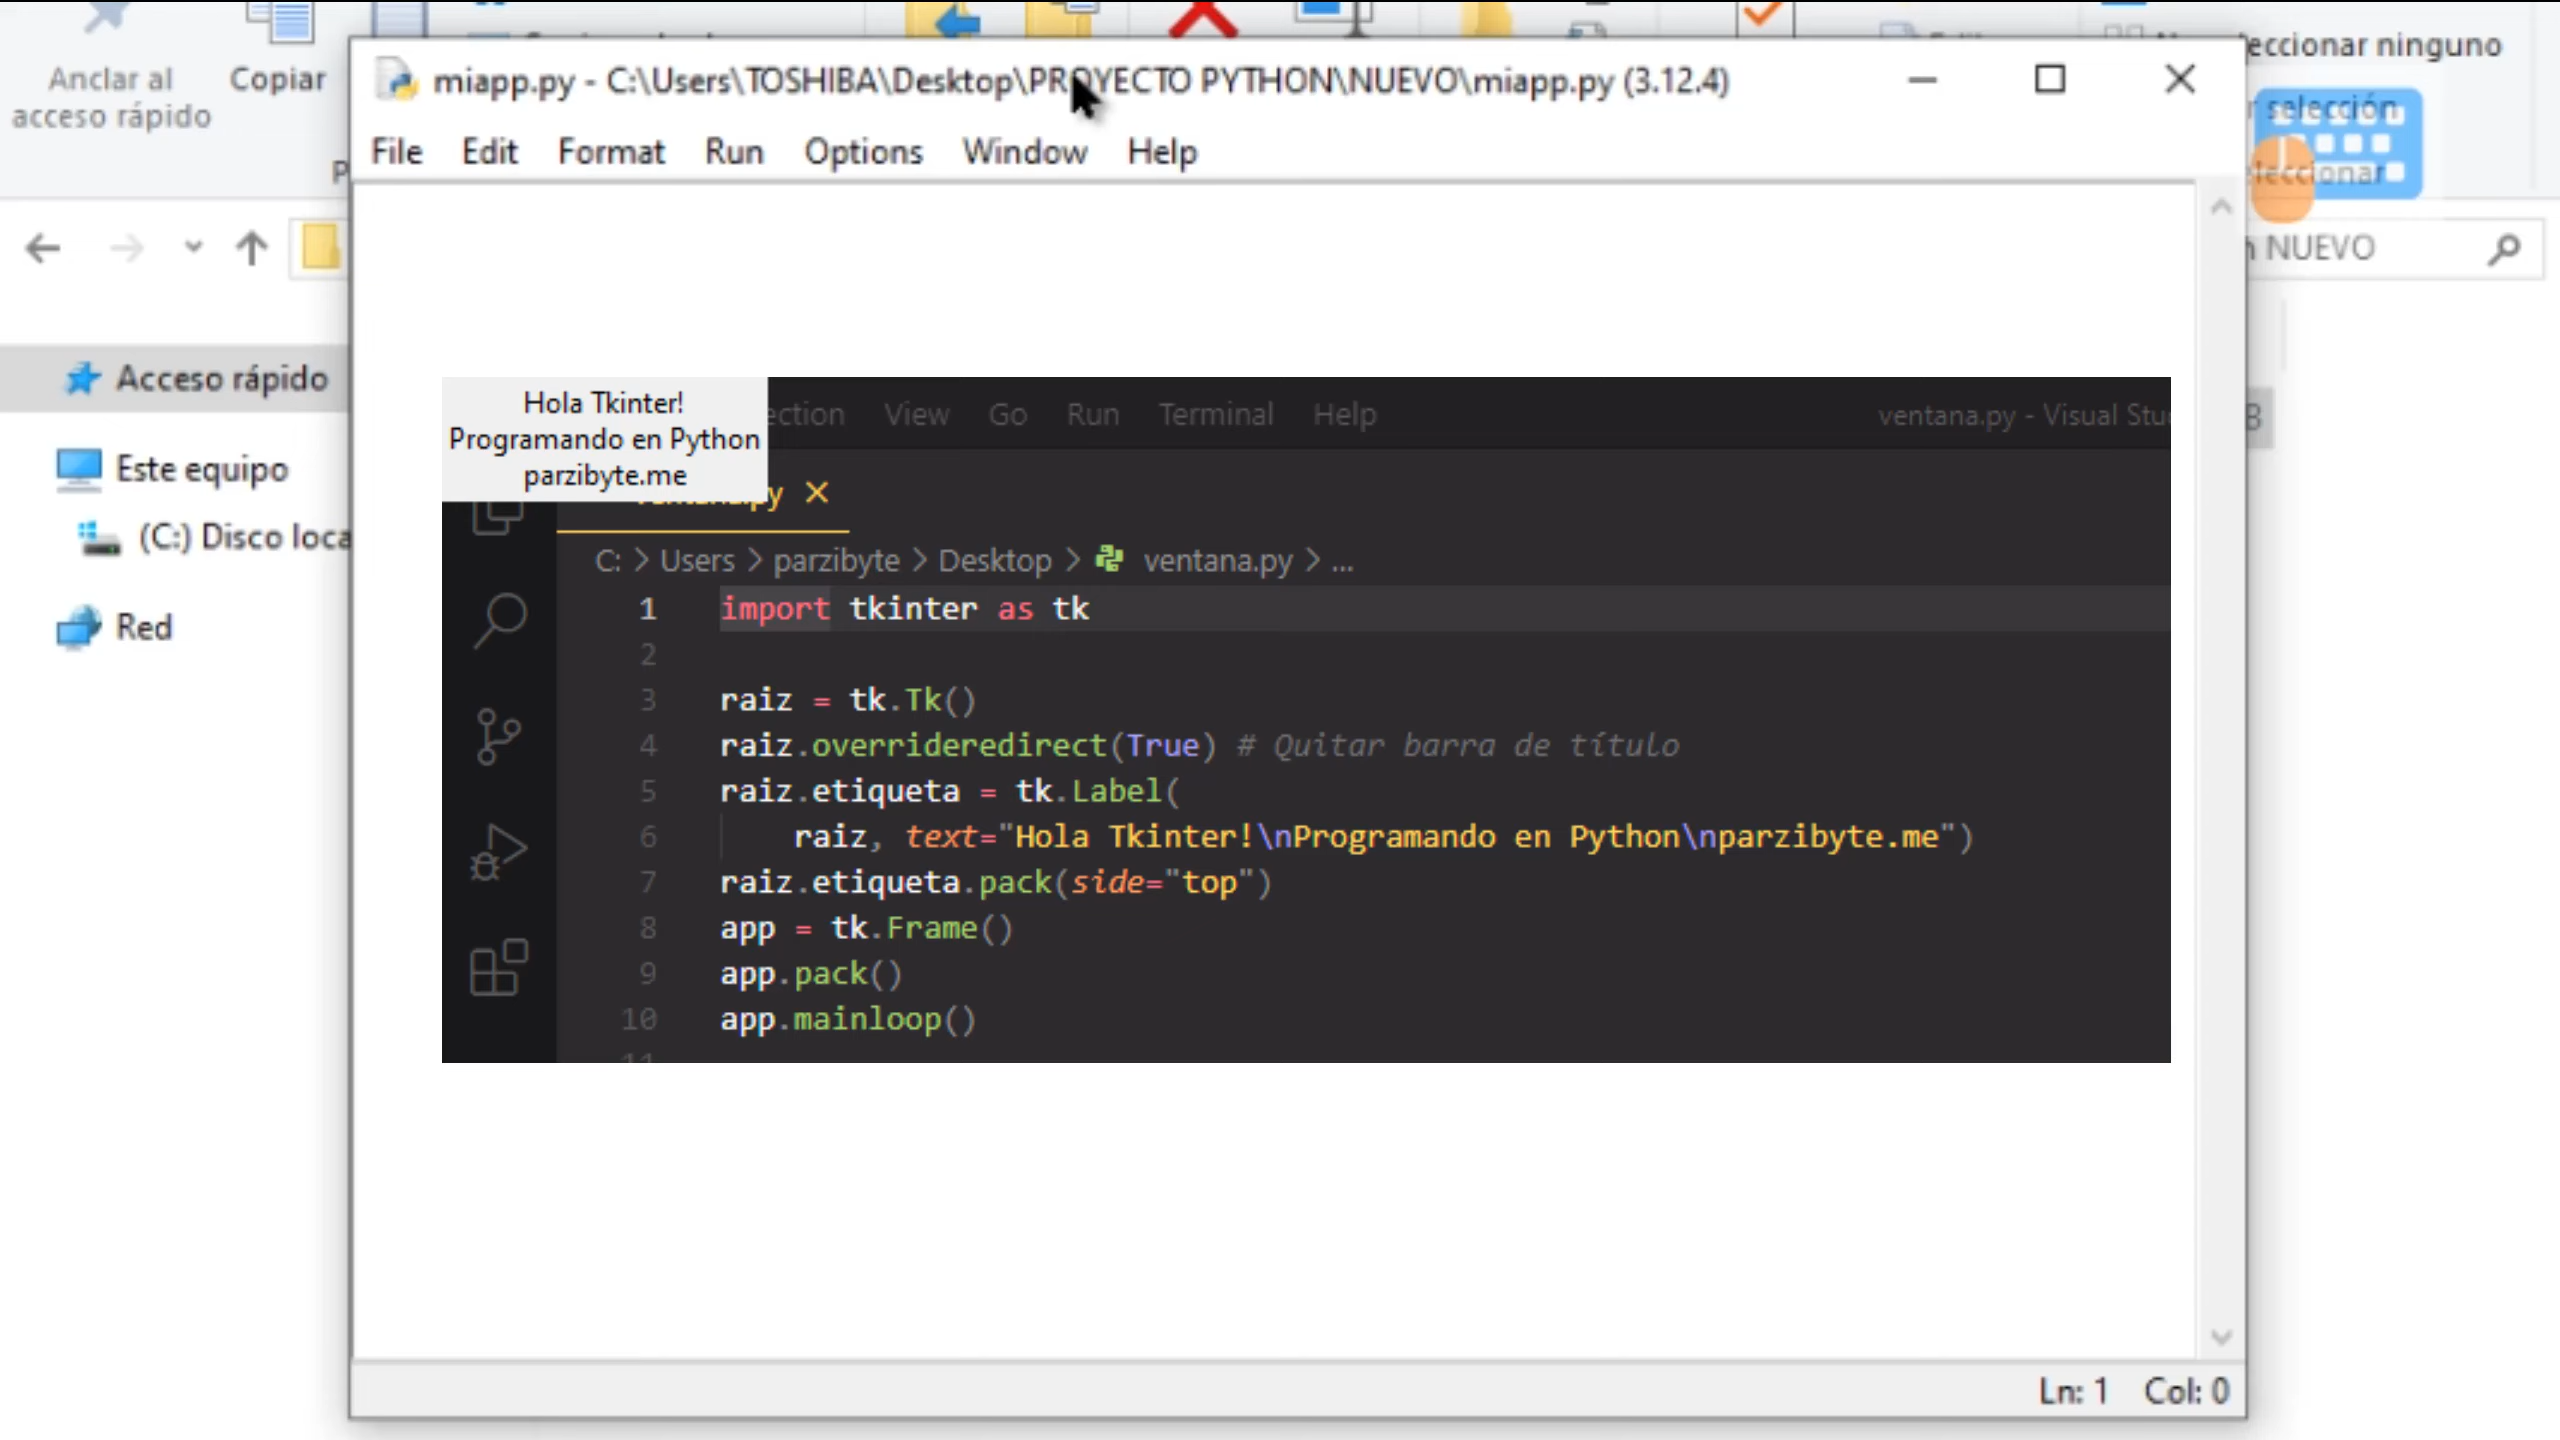 Anclar al
acceso rápido
Copiar
eccionar ninguno
selección
leccionar
miapp.py - C:\Users\TOSHIBA\Desktop\PROYECTO PYTHON\NUEVO\miapp.py (3.12.4)
File Edit Format Run Options Window Help
NUEVO
Acceso rápido
Este equipo
(C:) Disco loca
Red
Hola Tkinter!
Programando en Python
parzibyte.me
ection View Go Run Terminal Help
ventana.py - Visual Stu
C: > Users > parzibyte > Desktop > ventana.py > ...
1 import tkinter as tk
2
3 raiz = tk.Tk()
4 raiz.overrideredirect(True) # Quitar barra de título
5 raiz.etiqueta = tk.Label(
6 raiz, text="Hola Tkinter!\nProgramando en Python\nparzibyte.me")
7 raiz.etiqueta.pack(side="top")
8 app = tk.Frame()
9 app.pack()
10 app.mainloop()
Ln: 1 Col: 0